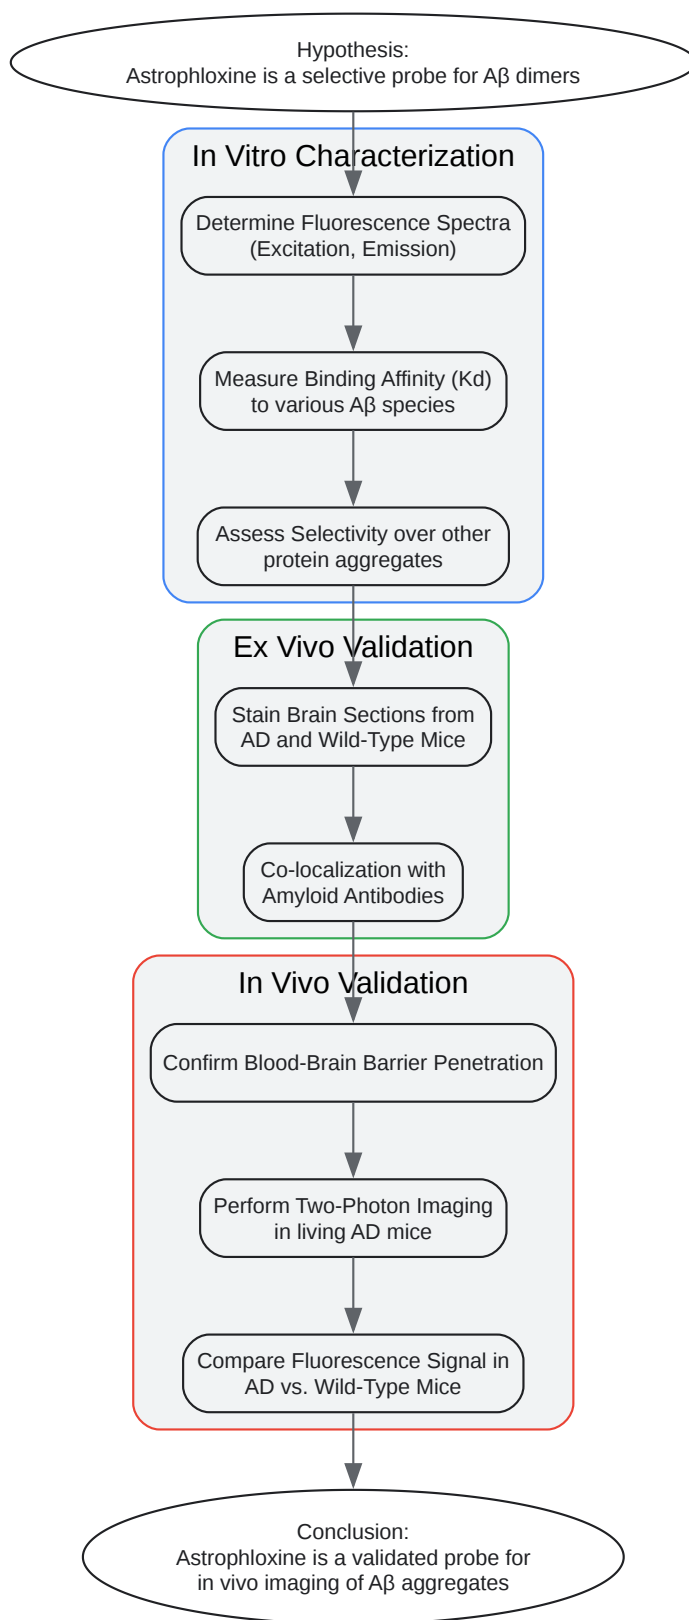 Hypothesis:
Astrophloxine is a selective probe for Aβ dimers
In Vitro Characterization
Determine Fluorescence Spectra
(Excitation, Emission)
Measure Binding Affinity (Kd)
to various Aβ species
Assess Selectivity over other
protein aggregates
Ex Vivo Validation
Stain Brain Sections from
AD and Wild-Type Mice
Co-localization with
Amyloid Antibodies
In Vivo Validation
Confirm Blood-Brain Barrier Penetration
Perform Two-Photon Imaging
in living AD mice
Compare Fluorescence Signal in
AD vs. Wild-Type Mice
Conclusion:
Astrophloxine is a validated probe for
in vivo imaging of Aβ aggregates